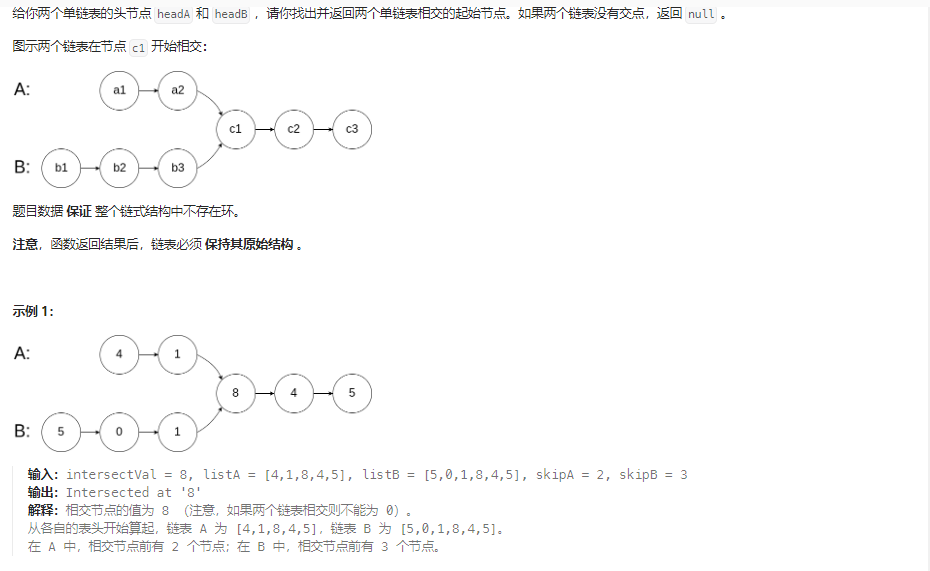 给你两个单链表的头节点 headA 和 headB ，请你找出并返回两个单链表相交的起始节点。如果两个链表没有交点，返回 null 。
图示两个链表在节点 c1 开始相交：
A: a1 a2
c1 c2 c3
B: b1 b2 b3
题目数据 保证 整个链式结构中不存在环。
注意，函数返回结果后，链表必须 保持其原始结构 。
示例 1：
A: 4 1
8 4 5
B: 5 0 1
输入：intersectVal = 8, listA = [4,1,8,4,5], listB = [5,0,1,8,4,5], skipA = 2, skipB = 3
输出：Intersected at '8'
解释：相交节点的值为 8 （注意，如果两个链表相交则不能为 0）。
从各自的表头开始算起，链表 A 为 [4,1,8,4,5]，链表 B 为 [5,0,1,8,4,5]。
在 A 中，相交节点前有 2 个节点；在 B 中，相交节点前有 3 个节点。